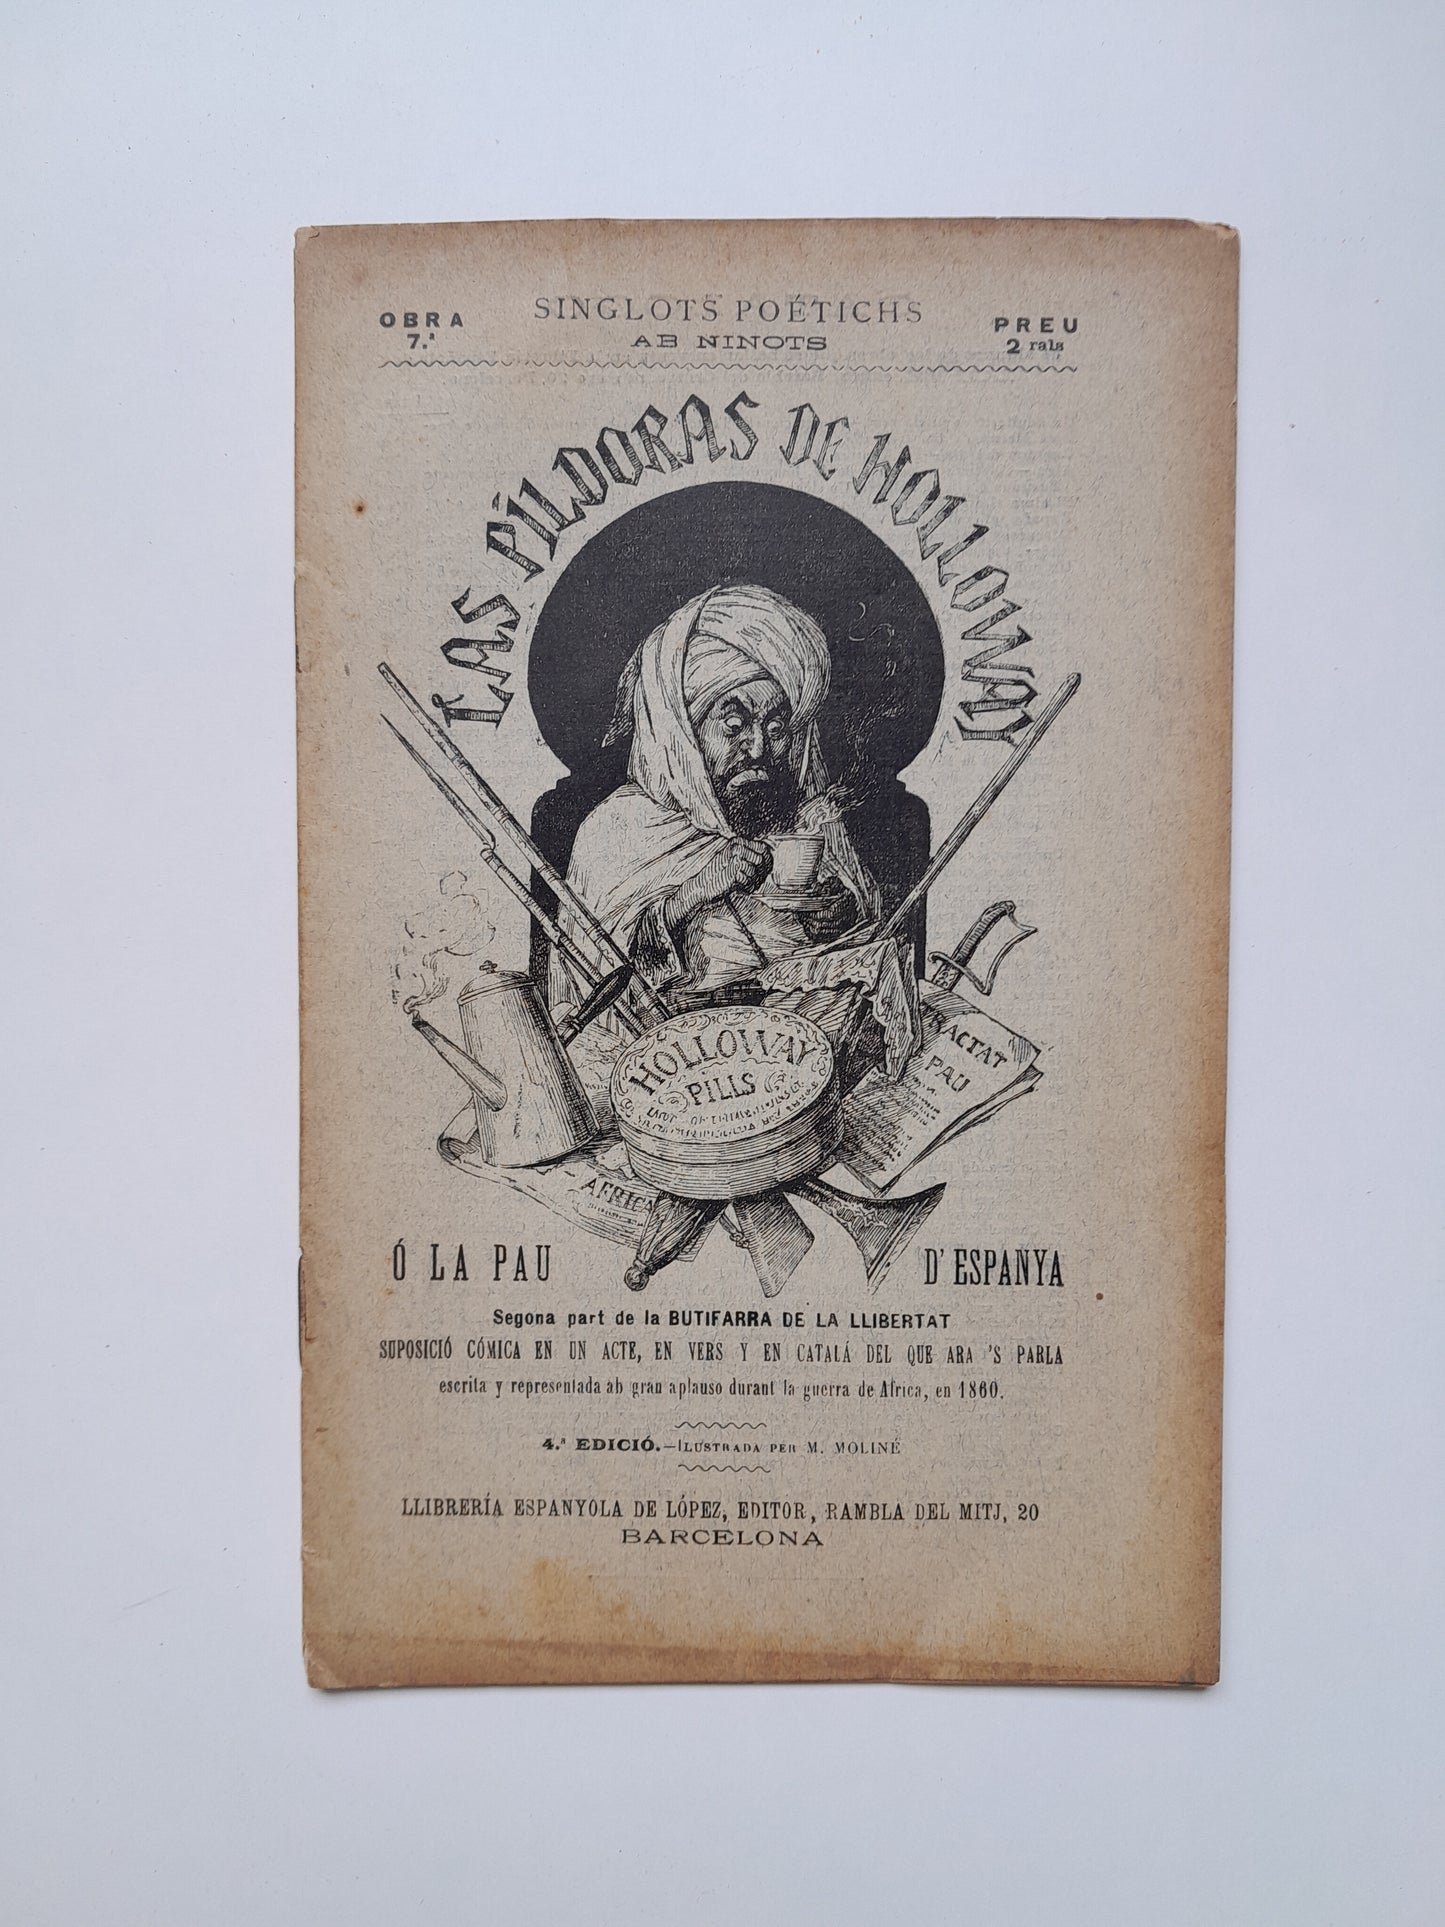 SINGLOTS POÉTICHS
AB NINOTS
OBRA
7.ª
PREU
2 rals
LAS PÍLDORAS DE HOLLOWAY
TRACTAT
PAU
HOLLOWAY
PILLS
AFRICA
Ó LA PAU D' ESPANYA
Segona part de la BUTIFARRA DE LA LLIBERTAT
SUPOSICIÓ CÓMICA EN UN ACTE, EN VERS Y EN CATALÁ DEL QUE ARA 'S PARLA
escrita y representada ab gran aplauso durant la guerra de Africa, en 1860.
4.ª EDICIÓ.—ILUSTRADA PER M. MOLINÉ
LLIBRERÍA ESPANYOLA DE LÓPEZ, EDITOR, RAMBLA DEL MITJ, 20
BARCELONA